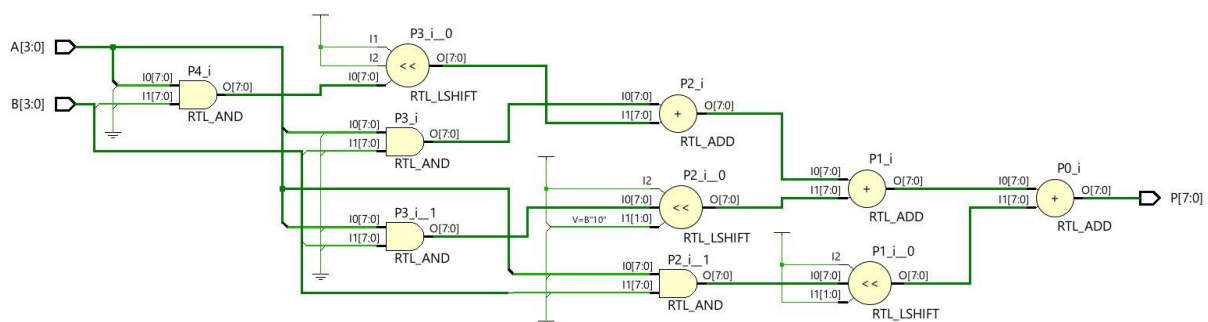 A[3:0]
B[3:0]
P4_i
I0[7:0]
I1[7:0]
O[7:0]
RTL_AND
P3_i__0
I1
I2
I0[7:0]
<<
O[7:0]
RTL_LSHIFT
P3_i
I0[7:0]
I1[7:0]
O[7:0]
RTL_AND
P3_i__1
I0[7:0]
I1[7:0]
O[7:0]
RTL_AND
P2_i
I0[7:0]
I1[7:0]
+
O[7:0]
RTL_ADD
P2_i__0
I2
I0[7:0]
V=B"10"
I1[1:0]
<<
O[7:0]
RTL_LSHIFT
P2_i__1
I0[7:0]
I1[7:0]
O[7:0]
RTL_AND
P1_i
I0[7:0]
I1[7:0]
+
O[7:0]
RTL_ADD
P1_i__0
I2
I0[7:0]
I1[1:0]
<<
O[7:0]
RTL_LSHIFT
P0_i
I0[7:0]
I1[7:0]
+
O[7:0]
RTL_ADD
P[7:0]